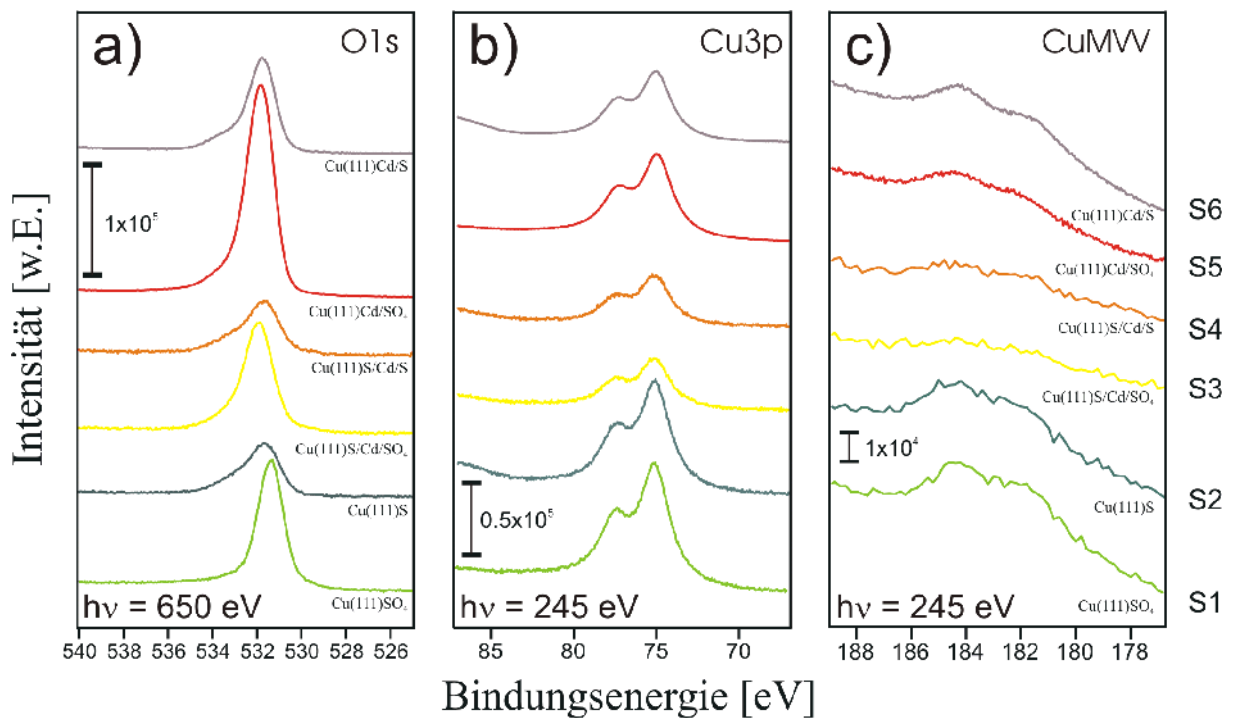 a) O1s
Cu(111)Cd/S
1x10⁵
Cu(111)Cd/SO₄
Cu(111)S/Cd/S
Cu(111)S/Cd/SO₄
Cu(111)S
Cu(111)SO₄
hν = 650 eV
540 538 536 534 532 530 528 526
b) Cu3p
0.5x10⁵
hν = 245 eV
85 80 75 70
c) CuMVV
Cu(111)Cd/S
Cu(111)Cd/SO₄
Cu(111)S/Cd/S
Cu(111)S/Cd/SO₄
1x10⁴
Cu(111)S
Cu(111)SO₄
hν = 245 eV
188 186 184 182 180 178
S6
S5
S4
S3
S2
S1
Intensität [w.E.]
Bindungsenergie [eV]